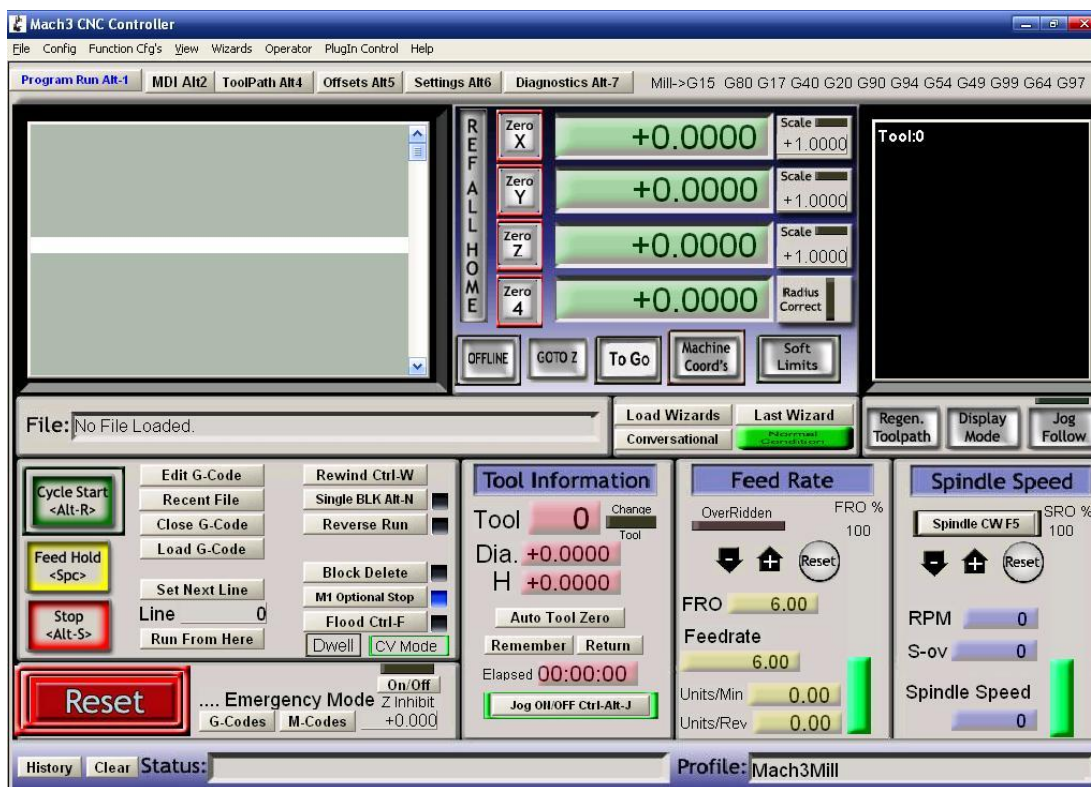 Mach3 CNC Controller
File Config Function Cfg's View Wizards Operator PlugIn Control Help
Program Run Alt-1 MDI Alt2 ToolPath Alt4 Offsets Alt5 Settings Alt6 Diagnostics Alt-7 Mill->G15 G80 G17 G40 G20 G90 G94 G54 G49 G99 G64 G97
REF ALL HOME
Zero X +0.0000 Scale +1.0000
Zero Y +0.0000 Scale +1.0000
Zero Z +0.0000 Scale +1.0000
Zero 4 +0.0000 Radius Correct
Tool:0
OFFLINE GOTO Z To Go Machine Coord's Soft Limits
File: No File Loaded.
Load Wizards Last Wizard
Conversational Normal Condition
Regen. Toolpath Display Mode Jog Follow
Cycle Start <Alt-R>
Feed Hold <Spc>
Stop <Alt-S>
Edit G-Code
Recent File
Close G-Code
Load G-Code
Set Next Line
Line 0
Run From Here
Rewind Ctrl-W
Single BLK Alt-N
Reverse Run
Block Delete
M1 Optional Stop
Flood Ctrl-F
Dwell CV Mode
Reset
.... Emergency Mode
G-Codes M-Codes
On/Off
Z Inhibit
+0.000
Tool Information
Tool 0 Change Tool
Dia. +0.0000
H +0.0000
Auto Tool Zero
Remember Return
Elapsed 00:00:00
Jog ON/OFF Ctrl-Alt-J
Feed Rate
OverRidden FRO % 100
Reset
FRO 6.00
Feedrate
6.00
Units/Min 0.00
Units/Rev 0.00
Spindle Speed
Spindle CW F5 SRO % 100
Reset
RPM 0
S-ov 0
Spindle Speed
0
History Clear Status:
Profile: Mach3Mill